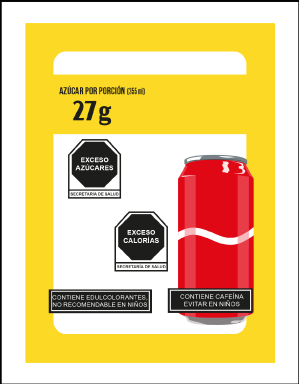 AZÚCAR POR PORCIÓN (355 ml)
27g
EXCESO
AZÚCARES
SECRETARÍA DE SALUD
EXCESO
CALORÍAS
SECRETARÍA DE SALUD
CONTIENE EDULCORANTES,
NO RECOMENDABLE EN NIÑOS
CONTIENE CAFEÍNA
EVITAR EN NIÑOS